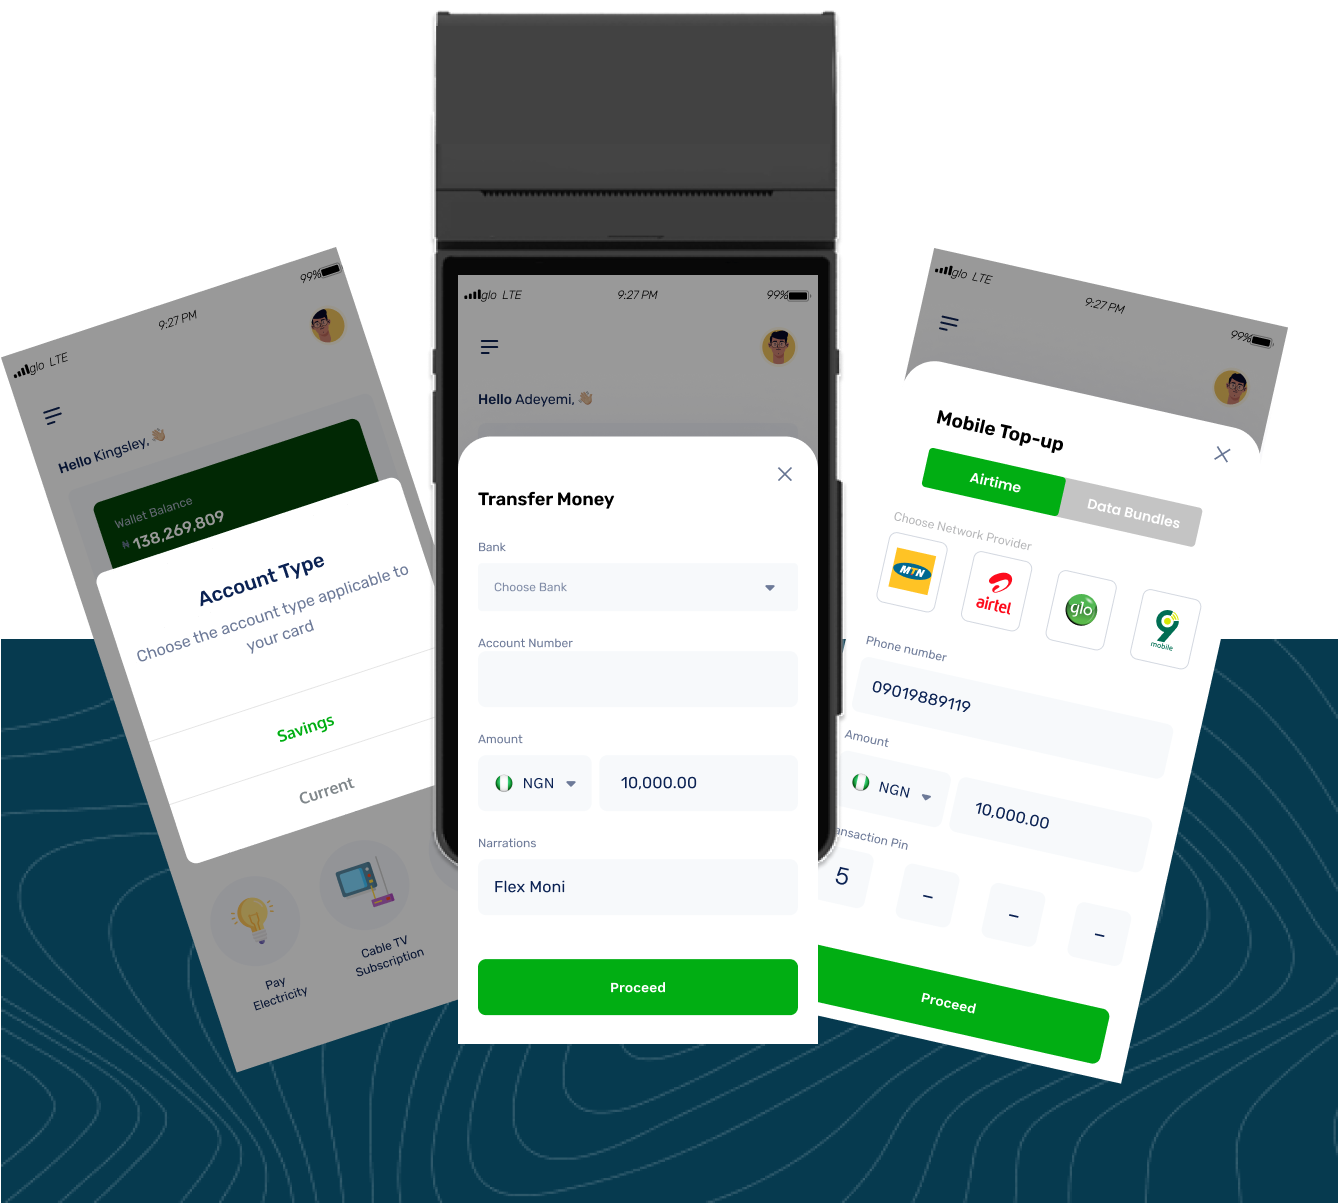 glo LTE
9:27 PM
99%
Hello Kingsley,
Wallet Balance
₦ 138,269,809
Account Type
Choose the account type applicable to
your card
Savings
Current
Pay
Electricity
Cable TV
Subscription
glo LTE
9:27 PM
99%
Hello Adeyemi,
Transfer Money
Bank
Choose Bank
Account Number
Amount
NGN
10,000.00
Narrations
Flex Moni
Proceed
glo LTE
9:27 PM
99%
Mobile Top-up
Airtime
Data Bundles
Choose Network Provider
MTN
airtel
glo
9
mobile
Phone number
09019889119
Amount
NGN
10,000.00
ansaction Pin
5 - - -
Proceed